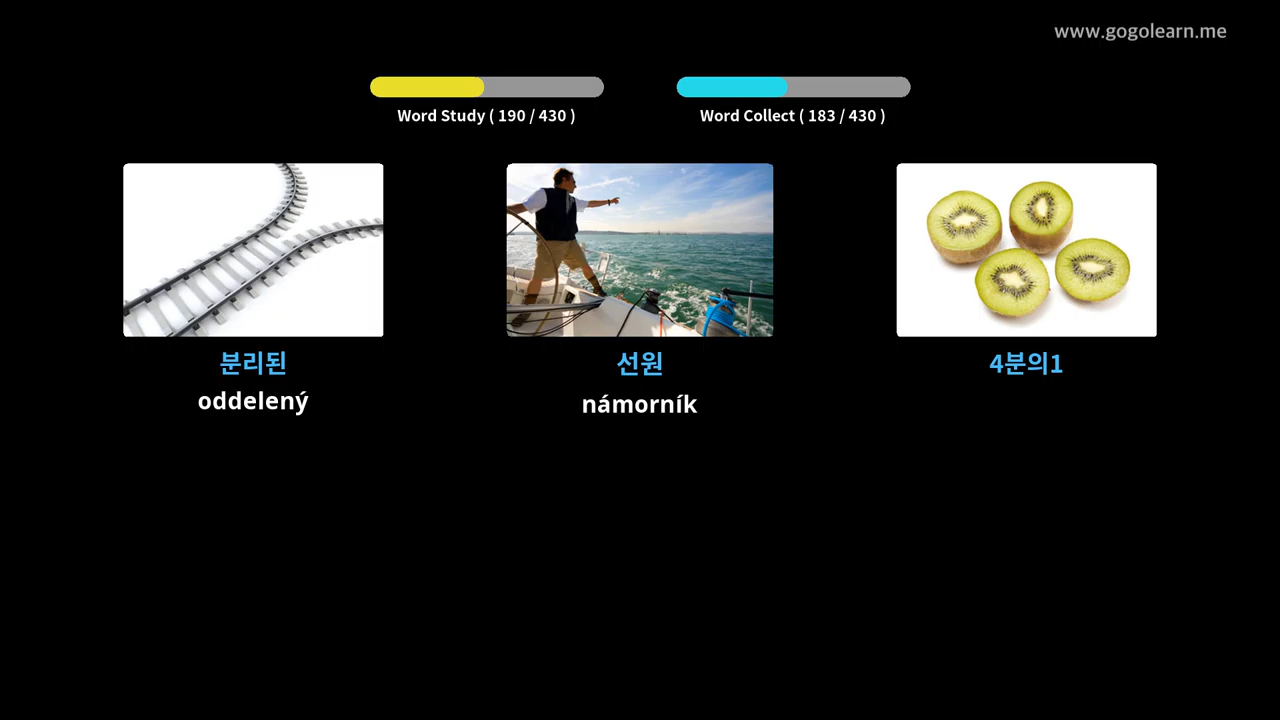 www.gogolearn.me
Word Study ( 190 / 430 )
Word Collect ( 183 / 430 )
분리된
oddelený
선원
námorník
4분의1